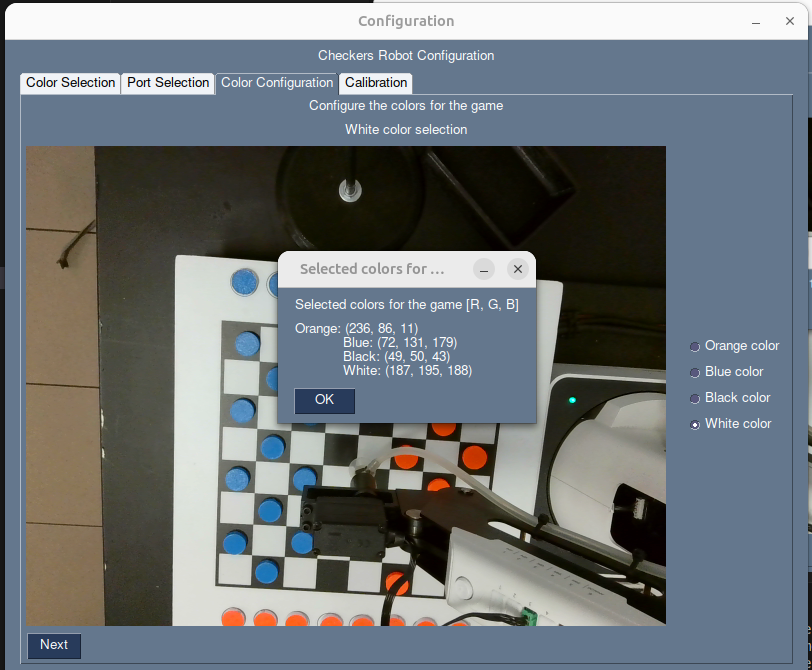 Configuration
Checkers Robot Configuration
Color Selection Port Selection Color Configuration Calibration
Configure the colors for the game
White color selection
Selected colors for ...
Selected colors for the game [R, G, B]
Orange: (236, 86, 11)
Blue: (72, 131, 179)
Black: (49, 50, 43)
White: (187, 195, 188)
OK
Orange color
Blue color
Black color
White color
Next